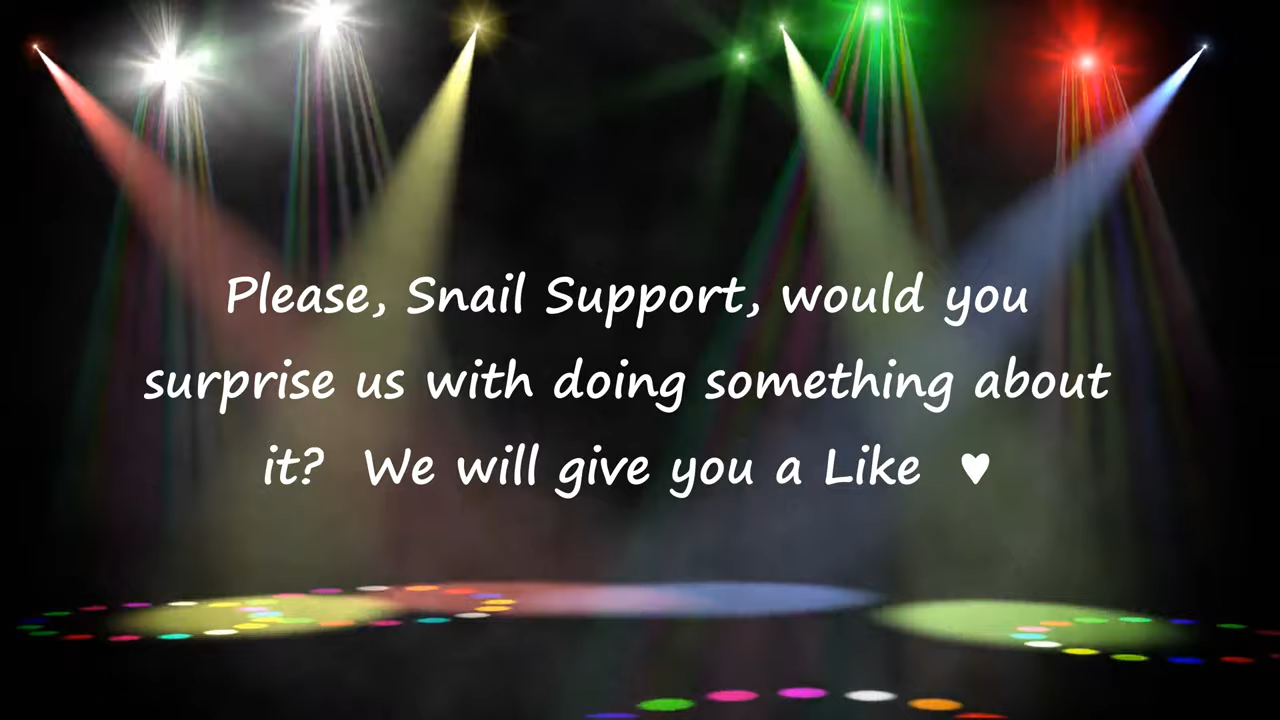 Please, Snail Support, would you
surprise us with doing something about
it?  We will give you a Like  ♥